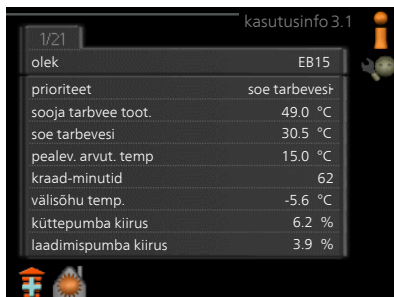 kasutusinfo 3.1
1/21
olek EB15
prioriteet soe tarbevesi
sooja tarbvee toot. 49.0 °C
soe tarbevesi 30.5 °C
pealev. arvut. temp 15.0 °C
kraad-minutid 62
välisõhu temp. -5.6 °C
küttepumba kiirus 6.2 %
laadimispumba kiirus 3.9 %